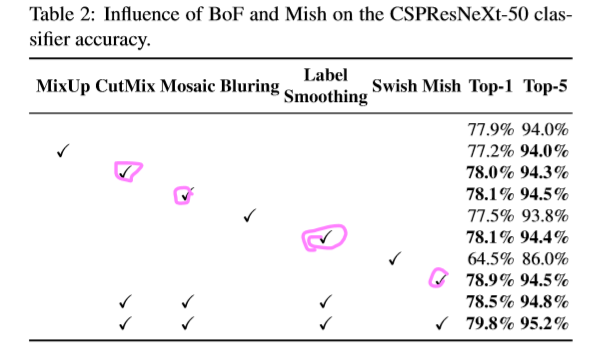 Table 2: Influence of BoF and Mish on the CSPResNeXt-50 clas-
sifier accuracy.
MixUp CutMix Mosaic Bluring Label Smoothing Swish Mish Top-1 Top-5
77.9% 94.0%
✓ 77.2% 94.0%
✓ 78.0% 94.3%
✓ 78.1% 94.5%
✓ 77.5% 93.8%
✓ 78.1% 94.4%
✓ 64.5% 86.0%
✓ 78.9% 94.5%
✓ ✓ ✓ 78.5% 94.8%
✓ ✓ ✓ ✓ 79.8% 95.2%